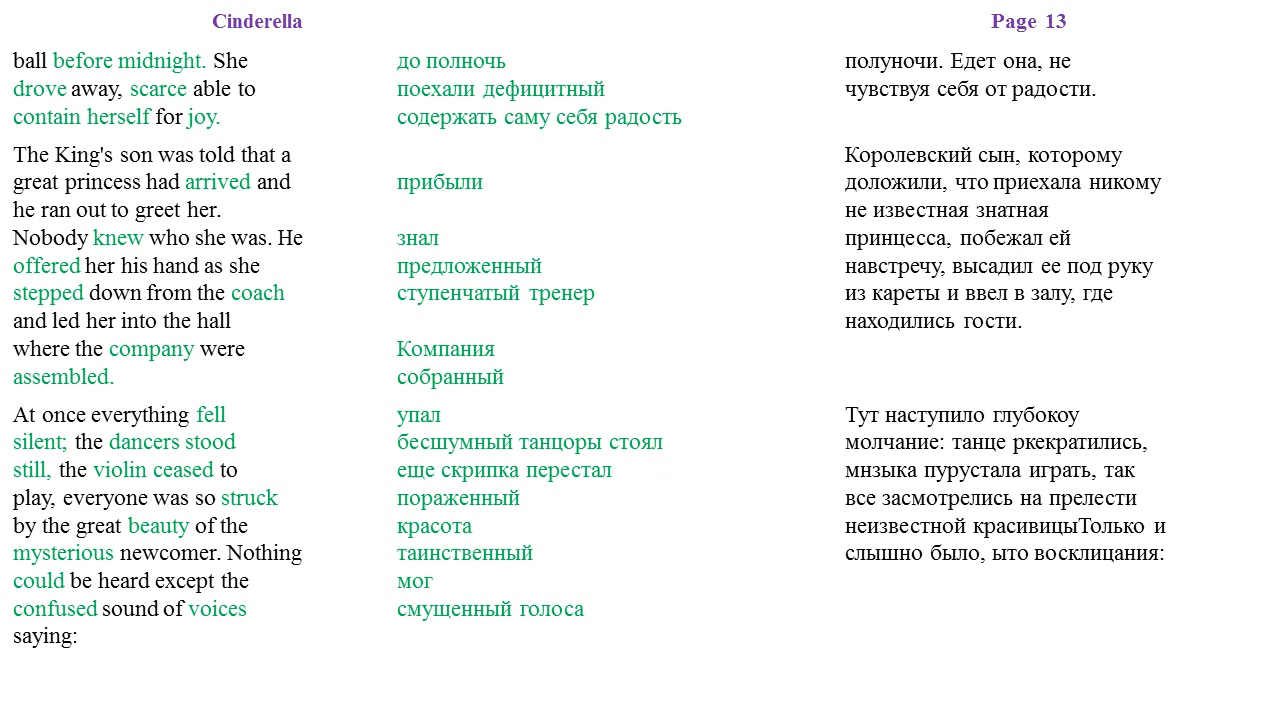 Cinderella
Page 13
ball before midnight. She
drove away, scarce able to
contain herself for joy.
до полночь
поехали дефицитный
содержать саму себя радость
полуночи. Едет она, не
чувствуя себя от радости.
The King's son was told that a
great princess had arrived and
he ran out to greet her.
Nobody knew who she was. He
offered her his hand as she
stepped down from the coach
and led her into the hall
where the company were
assembled.
прибыли
знал
предложенный
ступенчатый тренер
Компания
собранный
Королевский сын, которому
доложили, что приехала никому
не известная знатная
принцесса, побежал ей
навстречу, высадил ее под руку
из кареты и ввел в залу, где
находились гости.
At once everything fell
silent; the dancers stood
still, the violin ceased to
play, everyone was so struck
by the great beauty of the
mysterious newcomer. Nothing
could be heard except the
confused sound of voices
saying:
упал
бесшумный танцоры стоял
еще скрипка перестал
пораженный
красота
таинственный
мог
смущенный голоса
Тут наступило глубокоу
молчание: танце ркекратились,
мнзыка пурустала играть, так
все засмотрелись на прелести
неизвестной красивицыТолько и
слышно было, ыто восклицания: